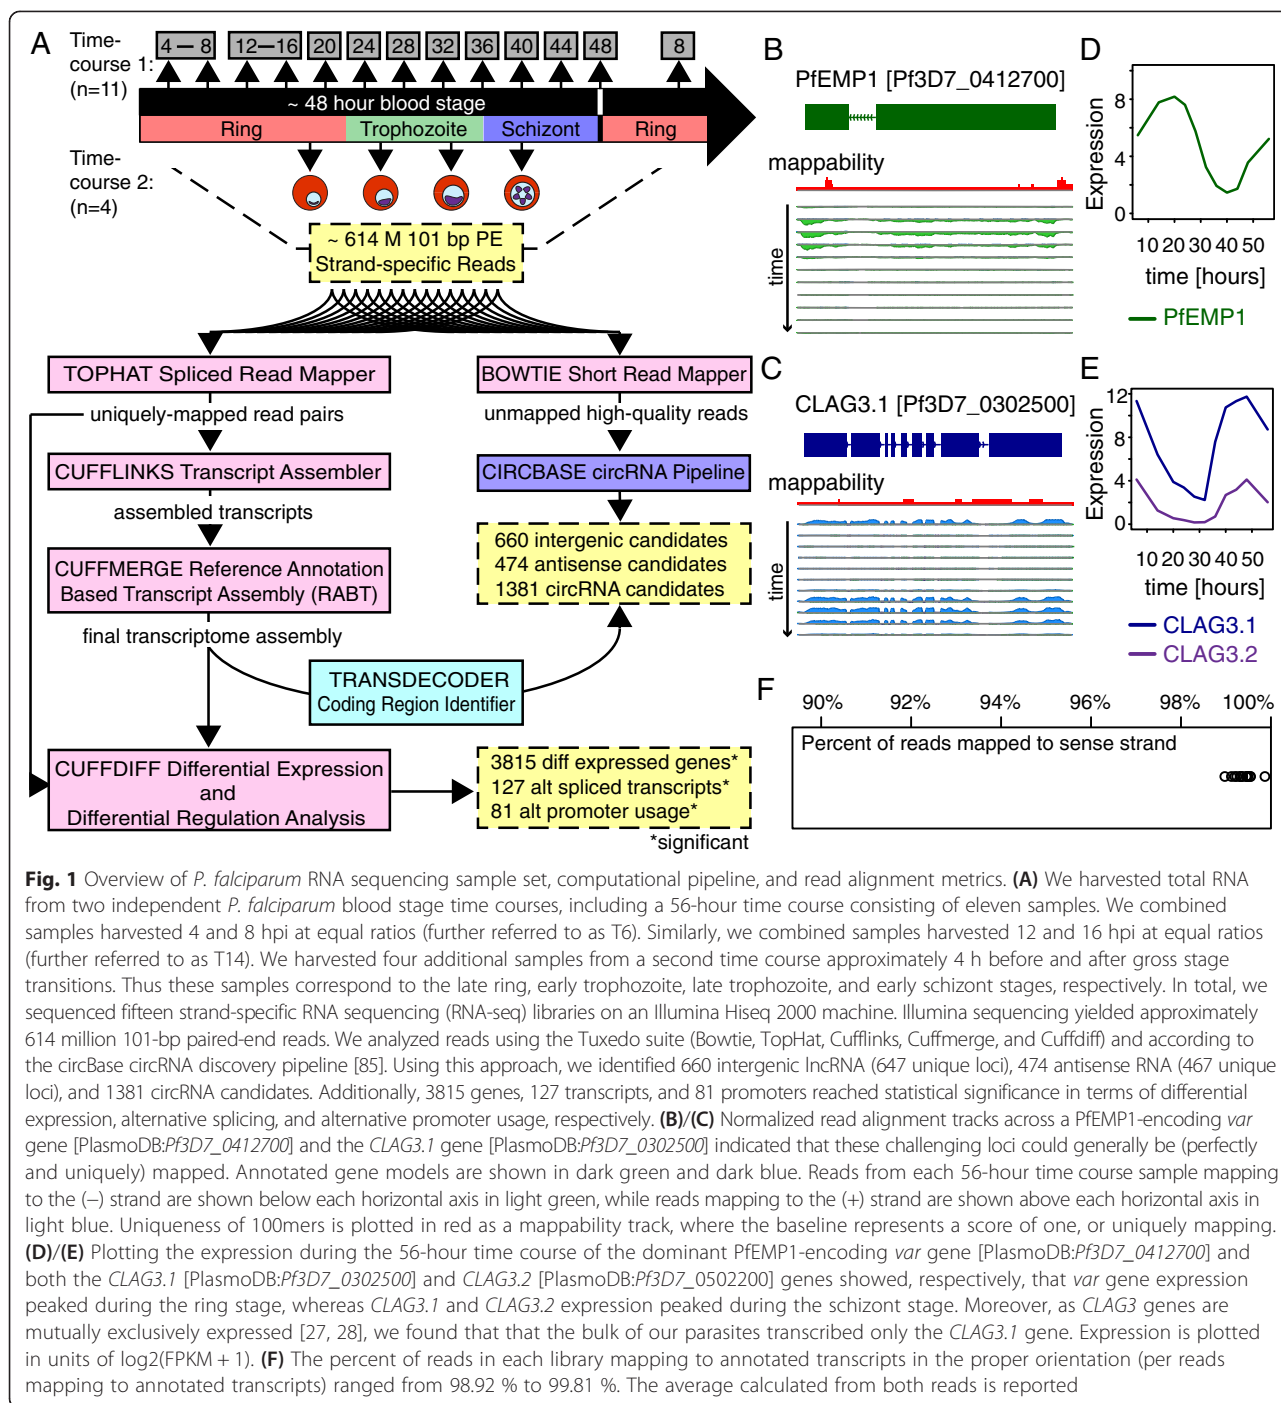 A
Time-
course 1:
(n=11)
4 – 8
12–16
20
24
28
32
36
40
44
48
8
~ 48 hour blood stage
Ring
Trophozoite
Schizont
Ring
Time-
course 2:
(n=4)
~ 614 M 101 bp PE
Strand-specific Reads
TOPHAT Spliced Read Mapper
BOWTIE Short Read Mapper
uniquely-mapped read pairs
unmapped high-quality reads
CUFFLINKS Transcript Assembler
CIRCBASE circRNA Pipeline
assembled transcripts
660 intergenic candidates
474 antisense candidates
1381 circRNA candidates
CUFFMERGE Reference Annotation
Based Transcript Assembly (RABT)
final transcriptome assembly
TRANSDECODER
Coding Region Identifier
CUFFDIFF Differential Expression
and
Differential Regulation Analysis
3815 diff expressed genes*
127 alt spliced transcripts*
81 alt promoter usage*
*significant
B
PfEMP1 [Pf3D7_0412700]
mappability
time
C
CLAG3.1 [Pf3D7_0302500]
mappability
time
D
Expression
8
4
0
10 20 30 40 50
time [hours]
PfEMP1
E
Expression
12
8
4
0
10 20 30 40 50
time [hours]
CLAG3.1
CLAG3.2
F
90% 92% 94% 96% 98% 100%
Percent of reads mapped to sense strand
Fig. 1 Overview of P. falciparum RNA sequencing sample set, computational pipeline, and read alignment metrics. (A) We harvested total RNA
from two independent P. falciparum blood stage time courses, including a 56-hour time course consisting of eleven samples. We combined
samples harvested 4 and 8 hpi at equal ratios (further referred to as T6). Similarly, we combined samples harvested 12 and 16 hpi at equal ratios
(further referred to as T14). We harvested four additional samples from a second time course approximately 4 h before and after gross stage
transitions. Thus these samples correspond to the late ring, early trophozoite, late trophozoite, and early schizont stages, respectively. In total, we
sequenced fifteen strand-specific RNA sequencing (RNA-seq) libraries on an Illumina Hiseq 2000 machine. Illumina sequencing yielded approximately
614 million 101-bp paired-end reads. We analyzed reads using the Tuxedo suite (Bowtie, TopHat, Cufflinks, Cuffmerge, and Cuffdiff) and according to
the circBase circRNA discovery pipeline [85]. Using this approach, we identified 660 intergenic lncRNA (647 unique loci), 474 antisense RNA (467 unique
loci), and 1381 circRNA candidates. Additionally, 3815 genes, 127 transcripts, and 81 promoters reached statistical significance in terms of differential
expression, alternative splicing, and alternative promoter usage, respectively. (B)/(C) Normalized read alignment tracks across a PfEMP1-encoding var
gene [PlasmoDB:Pf3D7_0412700] and the CLAG3.1 gene [PlasmoDB:Pf3D7_0302500] indicated that these challenging loci could generally be (perfectly
and uniquely) mapped. Annotated gene models are shown in dark green and dark blue. Reads from each 56-hour time course sample mapping
to the (−) strand are shown below each horizontal axis in light green, while reads mapping to the (+) strand are shown above each horizontal axis in
light blue. Uniqueness of 100mers is plotted in red as a mappability track, where the baseline represents a score of one, or uniquely mapping.
(D)/(E) Plotting the expression during the 56-hour time course of the dominant PfEMP1-encoding var gene [PlasmoDB:Pf3D7_0412700] and
both the CLAG3.1 [PlasmoDB:Pf3D7_0302500] and CLAG3.2 [PlasmoDB:Pf3D7_0502200] genes showed, respectively, that var gene expression
peaked during the ring stage, whereas CLAG3.1 and CLAG3.2 expression peaked during the schizont stage. Moreover, as CLAG3 genes are
mutually exclusively expressed [27, 28], we found that that the bulk of our parasites transcribed only the CLAG3.1 gene. Expression is plotted
in units of log2(FPKM + 1). (F) The percent of reads in each library mapping to annotated transcripts in the proper orientation (per reads
mapping to annotated transcripts) ranged from 98.92 % to 99.81 %. The average calculated from both reads is reported